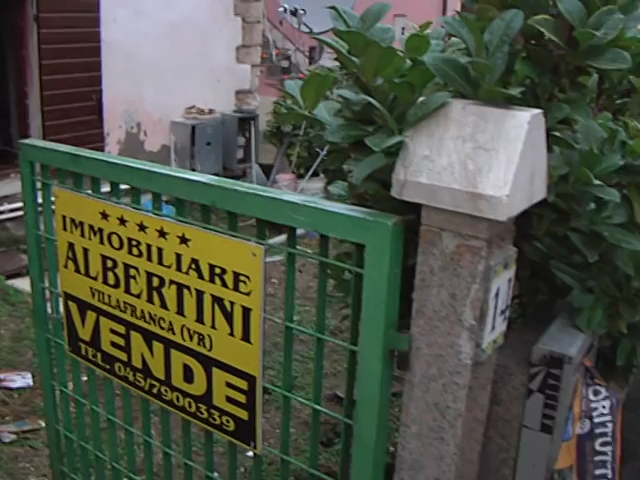 IMMOBILIARE
ALBERTINI
VILLAFRANCA (VR)
VENDE
TEL. 045/7900339